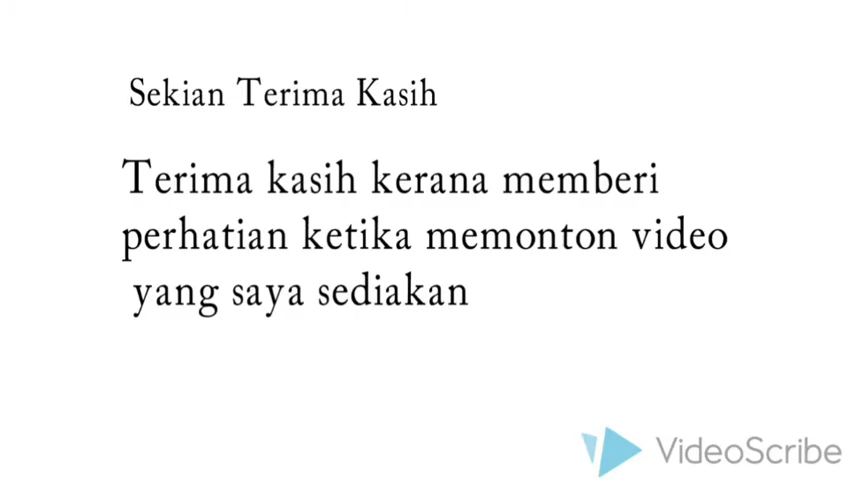 Sekian Terima Kasih
Terima kasih kerana memberi
perhatian ketika memonton video
yang saya sediakan
VideoScribe